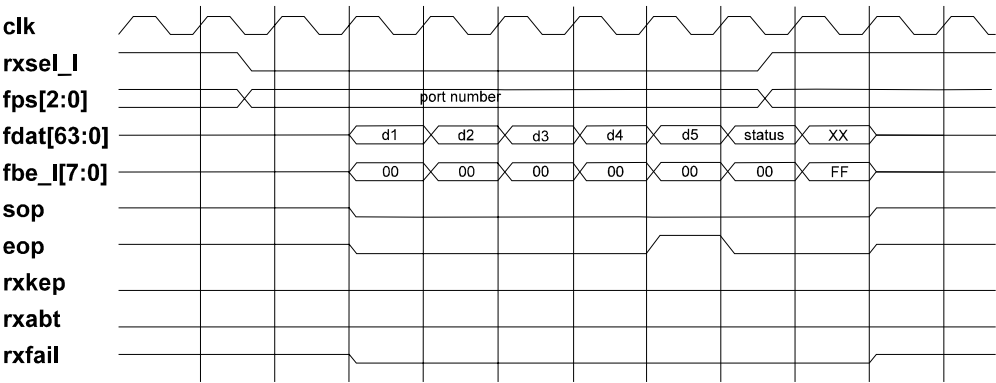 clk
rxsel_l
fps[2:0] port number
fdat[63:0] d1 d2 d3 d4 d5 status XX
fbe_l[7:0] 00 00 00 00 00 00 FF
sop
eop
rxkep
rxabt
rxfail